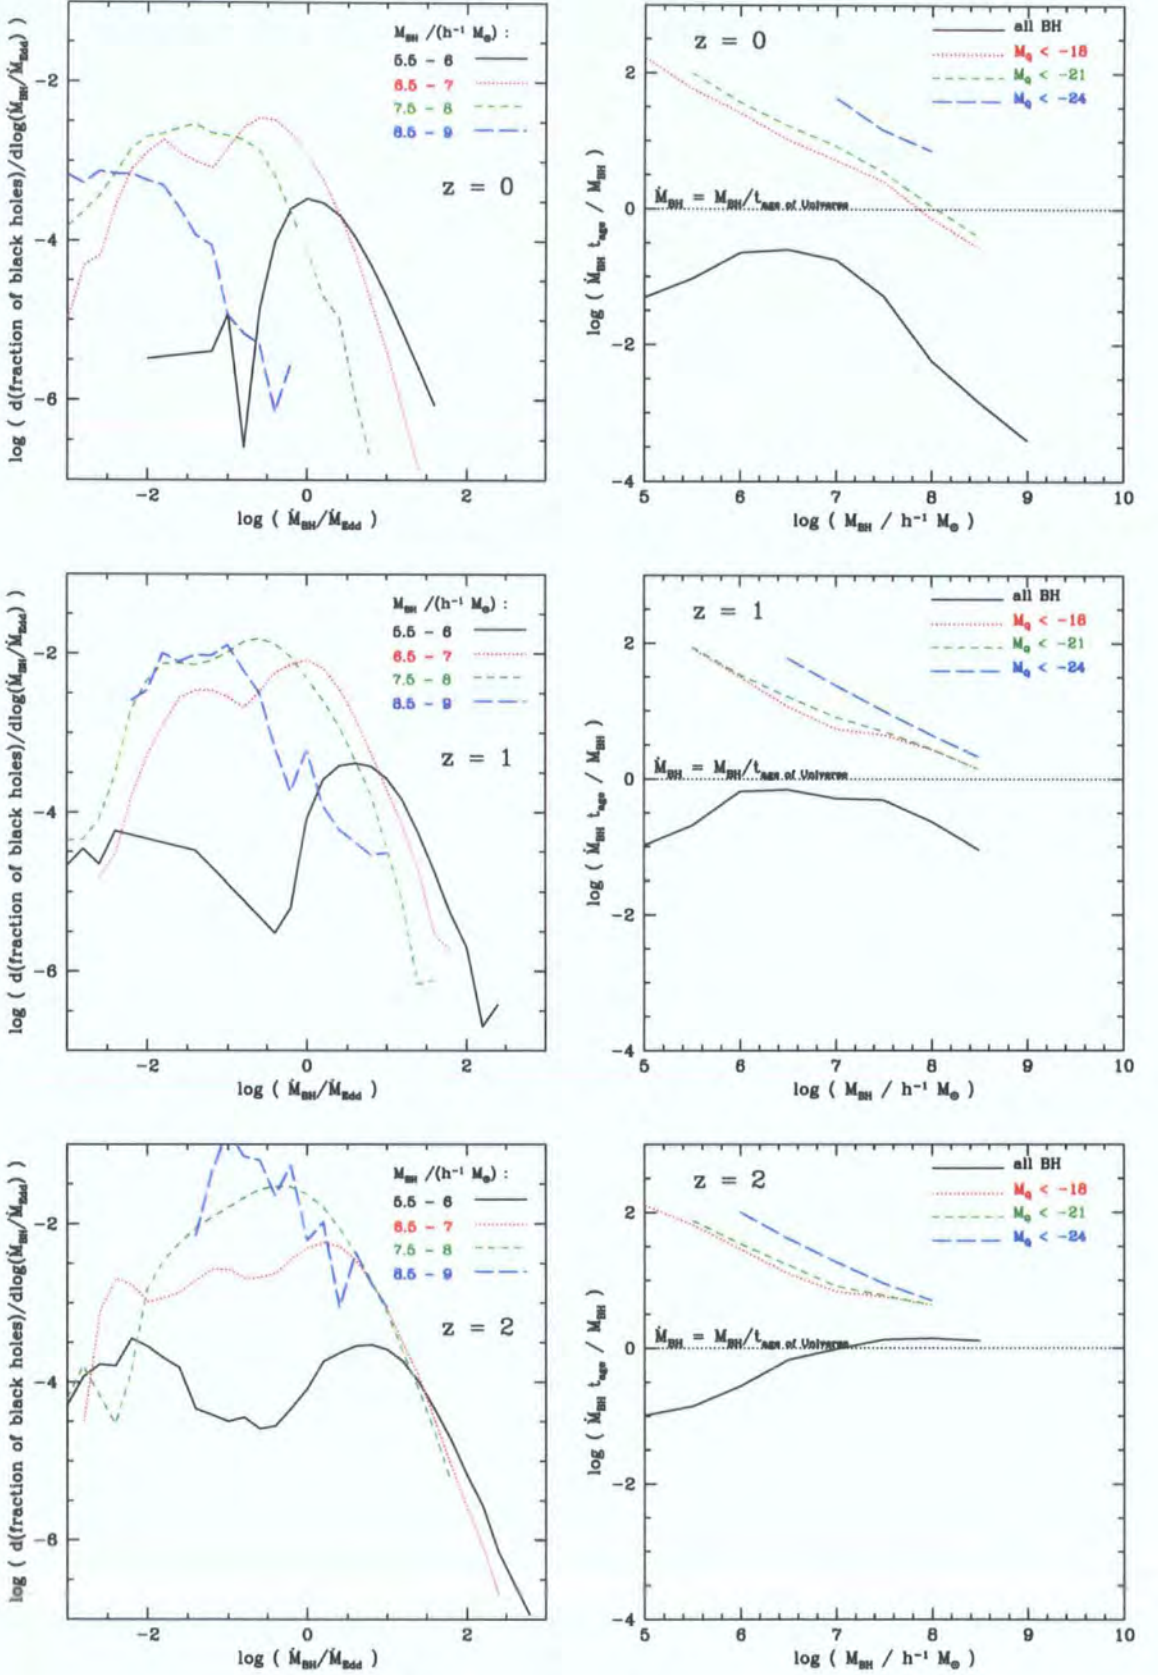 log ( d(fraction of black holes)/dlog(Ṁ_BH/Ṁ_Edd) )
-2
-4
-6
M_BH /(h⁻¹ M_⊙) :
5.5 - 6
6.5 - 7
7.5 - 8
8.5 - 9
z = 0
-2 0 2
log ( Ṁ_BH/Ṁ_Edd )
log ( Ṁ_BH t_age / M_BH )
2
0
-2
-4
z = 0
all BH
M_Q < -18
M_Q < -21
M_Q < -24
Ṁ_BH = M_BH/t_age of Universe
5 6 7 8 9 10
log ( M_BH / h⁻¹ M_⊙ )
log ( d(fraction of black holes)/dlog(Ṁ_BH/Ṁ_Edd) )
-2
-4
-6
M_BH /(h⁻¹ M_⊙) :
5.5 - 6
6.5 - 7
7.5 - 8
8.5 - 9
z = 1
-2 0 2
log ( Ṁ_BH/Ṁ_Edd )
log ( Ṁ_BH t_age / M_BH )
2
0
-2
-4
z = 1
all BH
M_Q < -18
M_Q < -21
M_Q < -24
Ṁ_BH = M_BH/t_age of Universe
5 6 7 8 9 10
log ( M_BH / h⁻¹ M_⊙ )
log ( d(fraction of black holes)/dlog(Ṁ_BH/Ṁ_Edd) )
-2
-4
-6
M_BH /(h⁻¹ M_⊙) :
5.5 - 6
6.5 - 7
7.5 - 8
8.5 - 9
z = 2
-2 0 2
log ( Ṁ_BH/Ṁ_Edd )
log ( Ṁ_BH t_age / M_BH )
2
0
-2
-4
z = 2
all BH
M_Q < -18
M_Q < -21
M_Q < -24
Ṁ_BH = M_BH/t_age of Universe
5 6 7 8 9 10
log ( M_BH / h⁻¹ M_⊙ )